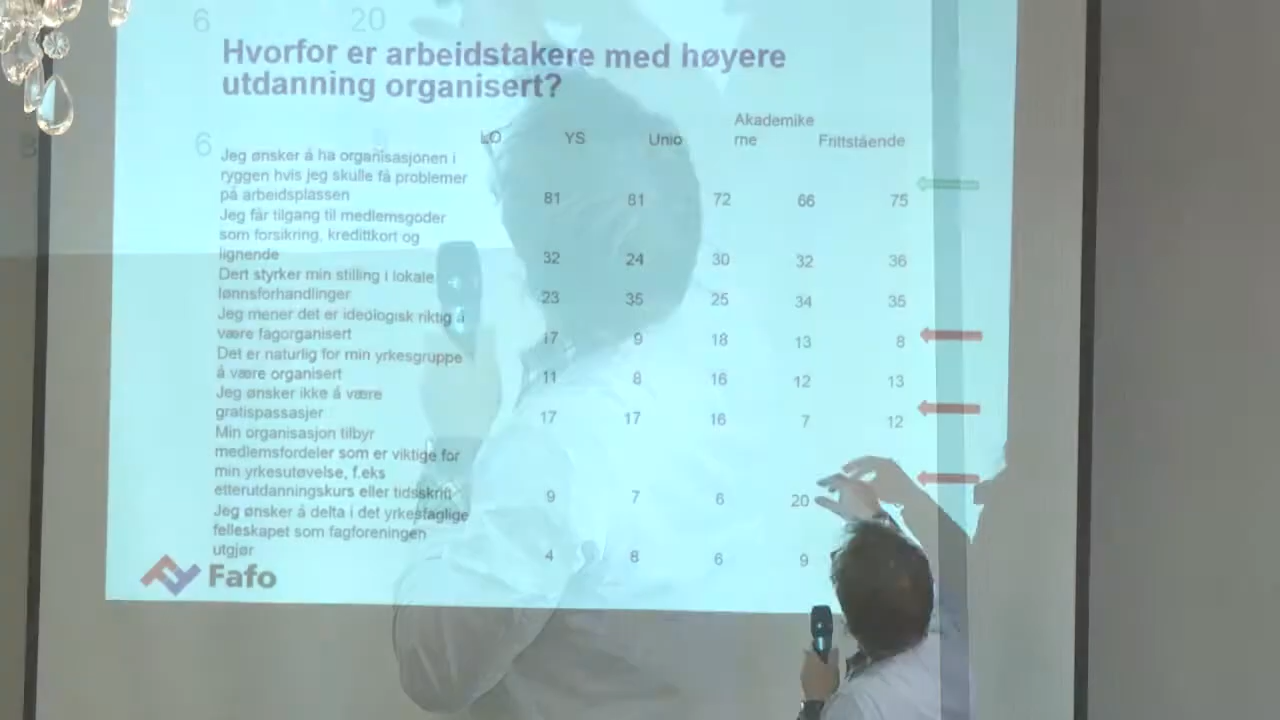 6 20
Hvorfor er arbeidstakere med høyere
utdanning organisert?
LO YS Unio Akademike
rne Frittstående
6
Jeg ønsker å ha organisasjonen i
ryggen hvis jeg skulle få problemer
på arbeidsplassen 81 81 72 66 75
Jeg får tilgang til medlemsgoder
som forsikring, kredittkort og
lignende 32 24 30 32 36
Dert styrker min stilling i lokale
lønnsforhandlinger 23 35 25 34 35
Jeg mener det er ideologisk riktig å
være fagorganisert 17 9 18 13 8
Det er naturlig for min yrkesgruppe
å være organisert 11 8 16 12 13
Jeg ønsker ikke å være
gratispassasjer 17 17 16 7 12
Min organisasjon tilbyr
medlemsfordeler som er viktige for
min yrkesutøvelse, f.eks
etterutdanningskurs eller tidsskrift 9 7 6 20
Jeg ønsker å delta i det yrkesfaglige
felleskapet som fagforeningen
utgjør 4 8 6 9
Fafo